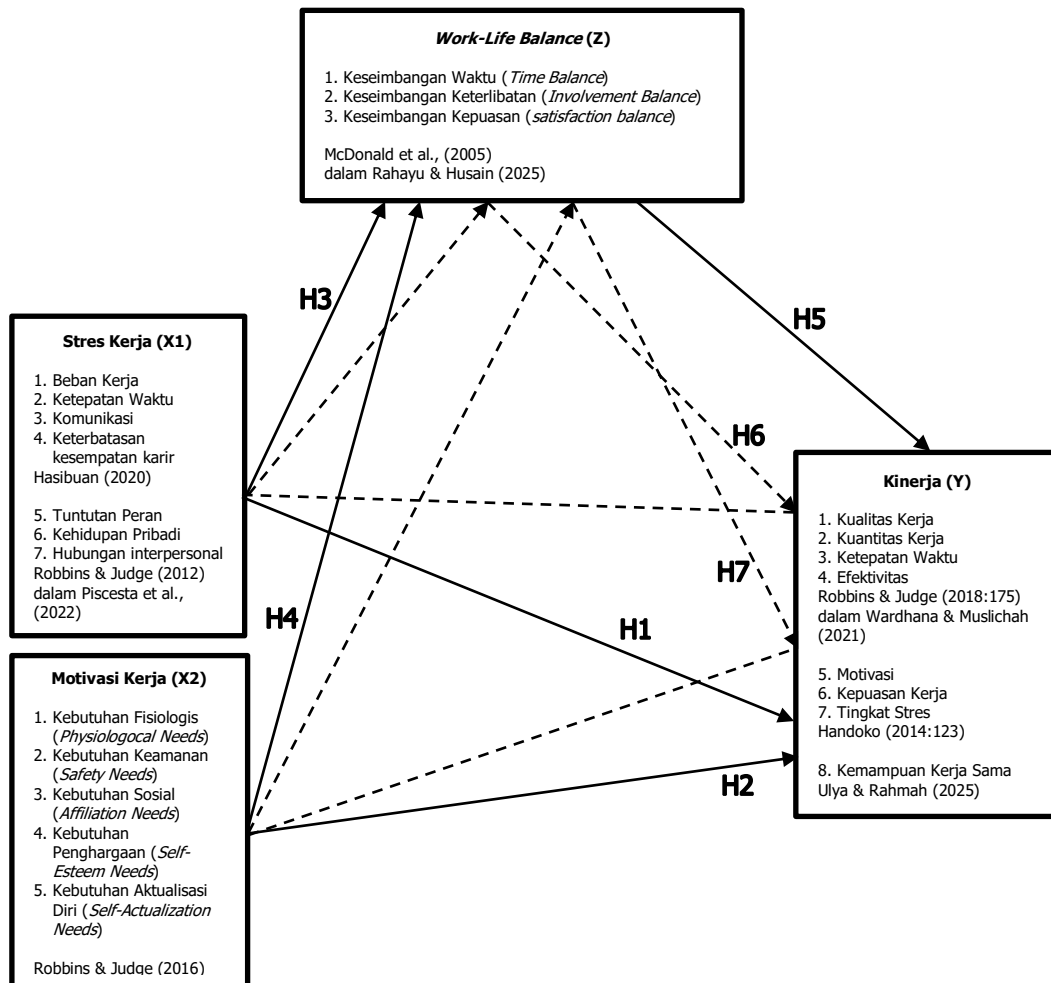 Work-Life Balance (Z)
1. Keseimbangan Waktu (Time Balance)
2. Keseimbangan Keterlibatan (Involvement Balance)
3. Keseimbangan Kepuasan (satisfaction balance)
McDonald et al., (2005)
dalam Rahayu & Husain (2025)
H3
H5
Stres Kerja (X1)
1. Beban Kerja
2. Ketepatan Waktu
3. Komunikasi
4. Keterbatasan
kesempatan karir
Hasibuan (2020)
5. Tuntutan Peran
6. Kehidupan Pribadi
7. Hubungan interpersonal
Robbins & Judge (2012)
dalam Piscesta et al.,
(2022)
H6
H7
H4
H1
H2
Kinerja (Y)
1. Kualitas Kerja
2. Kuantitas Kerja
3. Ketepatan Waktu
4. Efektivitas
Robbins & Judge (2018:175)
dalam Wardhana & Muslichah
(2021)
5. Motivasi
6. Kepuasan Kerja
7. Tingkat Stres
Handoko (2014:123)
8. Kemampuan Kerja Sama
Ulya & Rahmah (2025)
Motivasi Kerja (X2)
1. Kebutuhan Fisiologis
(Physiologocal Needs)
2. Kebutuhan Keamanan
(Safety Needs)
3. Kebutuhan Sosial
(Affiliation Needs)
4. Kebutuhan
Penghargaan (Self-
Esteem Needs)
5. Kebutuhan Aktualisasi
Diri (Self-Actualization
Needs)
Robbins & Judge (2016)